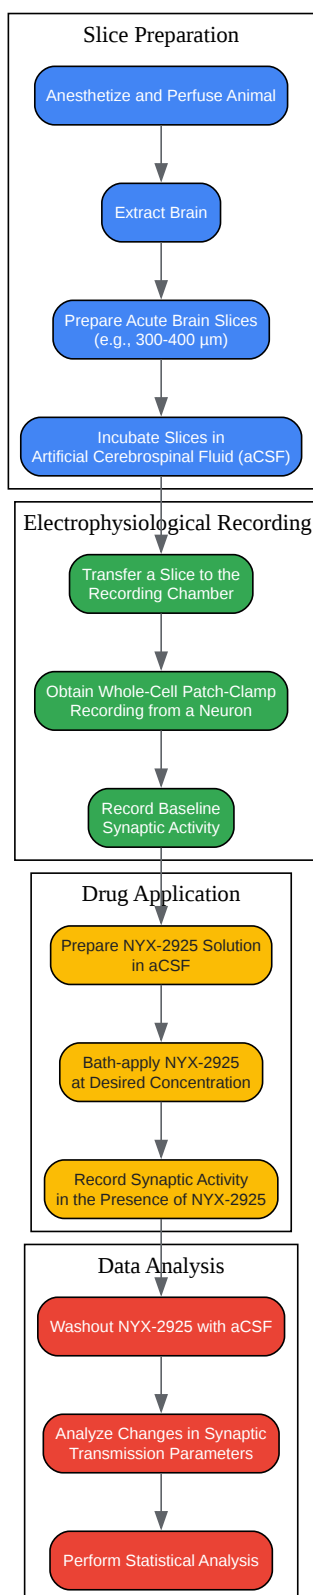 Slice Preparation
Anesthetize and Perfuse Animal
Extract Brain
Prepare Acute Brain Slices
(e.g., 300-400 µm)
Incubate Slices in
Artificial Cerebrospinal Fluid (aCSF)
Electrophysiological Recording
Transfer a Slice to the
Recording Chamber
Obtain Whole-Cell Patch-Clamp
Recording from a Neuron
Record Baseline
Synaptic Activity
Drug Application
Prepare NYX-2925 Solution
in aCSF
Bath-apply NYX-2925
at Desired Concentration
Record Synaptic Activity
in the Presence of NYX-2925
Data Analysis
Washout NYX-2925 with aCSF
Analyze Changes in Synaptic
Transmission Parameters
Perform Statistical Analysis